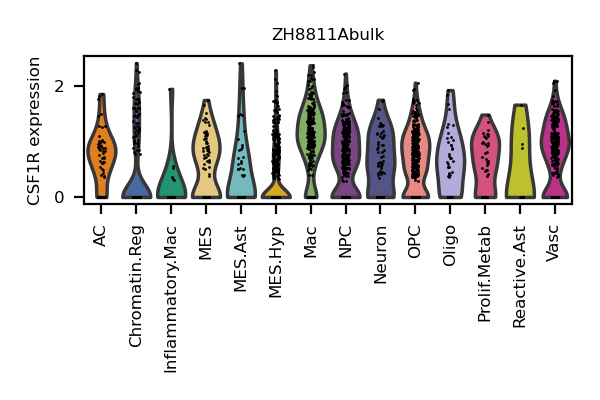 ZH8811Abulk
CSF1R expression
2
0
AC
Chromatin.Reg
Inflammatory.Mac
MES
MES.Ast
MES.Hyp
Mac
NPC
Neuron
OPC
Oligo
Prolif.Metab
Reactive.Ast
Vasc